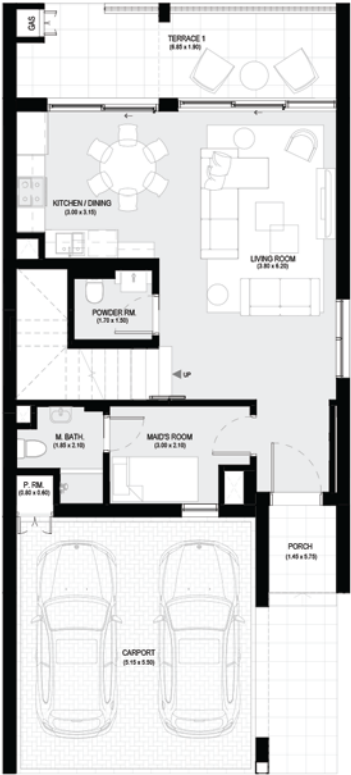 GAS
TERRACE 1
(6.85 x 1.90)
KITCHEN / DINING
(3.00 x 3.15)
LIVING ROOM
(3.80 x 6.20)
POWDER RM.
(1.70 x 1.50)
UP
M. BATH.
(1.65 x 2.10)
MAID'S ROOM
(3.00 x 2.10)
P. RM.
(0.80 x 0.60)
PORCH
(1.45 x 5.75)
CARPORT
(5.15 x 5.50)